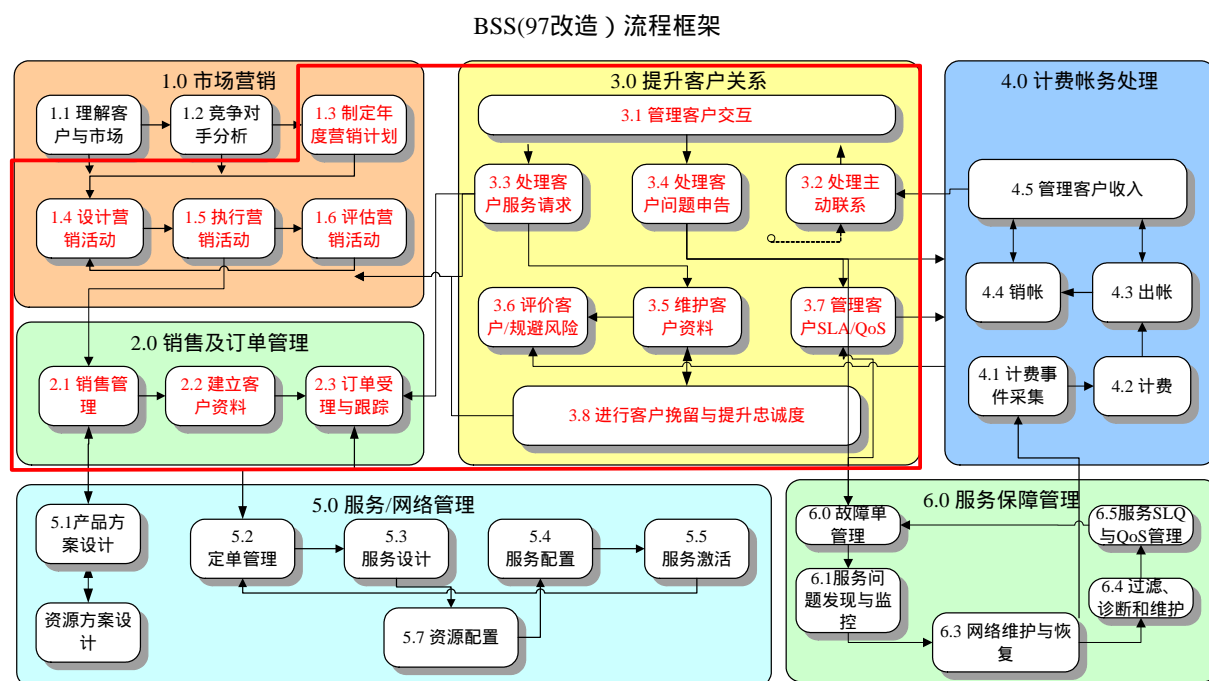 BSS(97改造）流程框架
1.0 市场营销
1.1 理解客
户与市场
1.2 竞争对
手分析
1.3 制定年
度营销计划
1.4 设计营
销活动
1.5 执行营
销活动
1.6 评估营
销活动
2.0 销售及订单管理
2.1 销售管
理
2.2 建立客
户资料
2.3 订单受
理与跟踪
3.0 提升客户关系
3.1 管理客户交互
3.3 处理客
户服务请求
3.4 处理客
户问题申告
3.2 处理主
动联系
3.6 评价客
户/规避风险
3.5 维护客
户资料
3.7 管理客
户SLA/QoS
3.8 进行客户挽留与提升忠诚度
4.0 计费帐务处理
4.5 管理客户收入
4.4 销帐
4.3 出帐
4.1 计费事
件采集
4.2 计费
5.0 服务/网络管理
5.1产品方
案设计
5.2
定单管理
5.3
服务设计
5.4
服务配置
5.5
服务激活
资源方案设
计
5.7 资源配置
6.0 服务保障管理
6.0 故障单
管理
6.5服务SLQ
与QoS管理
6.1服务问
题发现与监
控
6.4 过滤、
诊断和维护
6.3 网络维护与恢
复